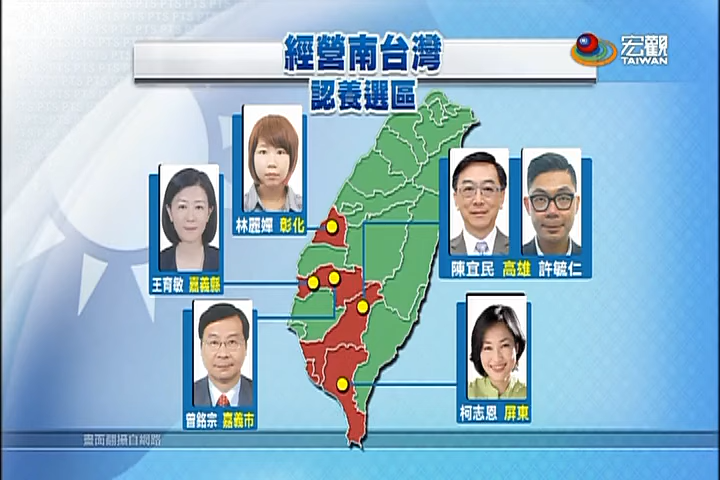 經營南台灣
認養選區
宏觀
TAIWAN
林麗嬋 彰化
王育敏 嘉義縣
曾銘宗 嘉義市
陳宜民 高雄 許毓仁
柯志恩 屏東
畫面翻攝自網路